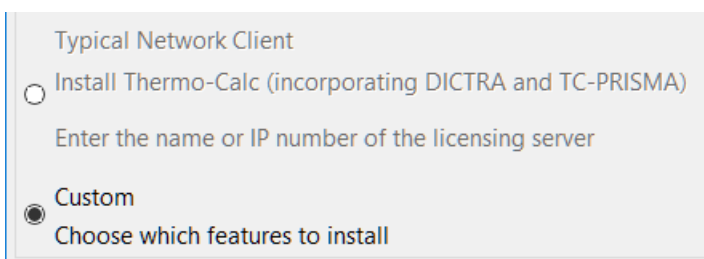 Typical Network Client
Install Thermo-Calc (incorporating DICTRA and TC-PRISMA)
Enter the name or IP number of the licensing server
Custom
Choose which features to install